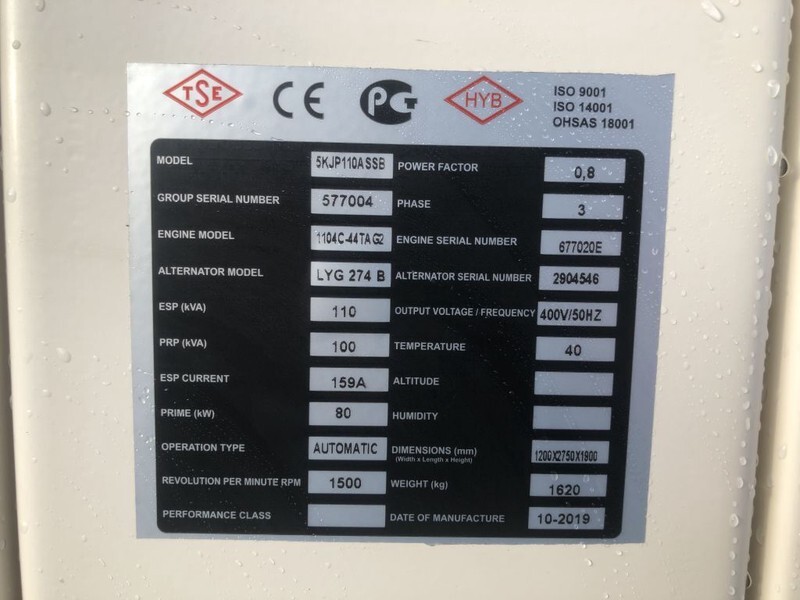 TSE CE PG HYB ISO 9001
ISO 14001
OHSAS 18001
MODEL 5KJP110ASSB POWER FACTOR 0,8
GROUP SERIAL NUMBER 577004 PHASE 3
ENGINE MODEL 1104C-44TAG2 ENGINE SERIAL NUMBER 677020E
ALTERNATOR MODEL LYG 274 B ALTERNATOR SERIAL NUMBER 2904546
ESP (kVA) 110 OUTPUT VOLTAGE / FREQUENCY 400V/50HZ
PRP (kVA) 100 TEMPERATURE 40
ESP CURRENT 159A ALTITUDE
PRIME (kW) 80 HUMIDITY
OPERATION TYPE AUTOMATIC DIMENSIONS (mm) 1200X2750X1900
(Width x Length x Height)
REVOLUTION PER MINUTE RPM 1500 WEIGHT (kg) 1620
PERFORMANCE CLASS DATE OF MANUFACTURE 10-2019